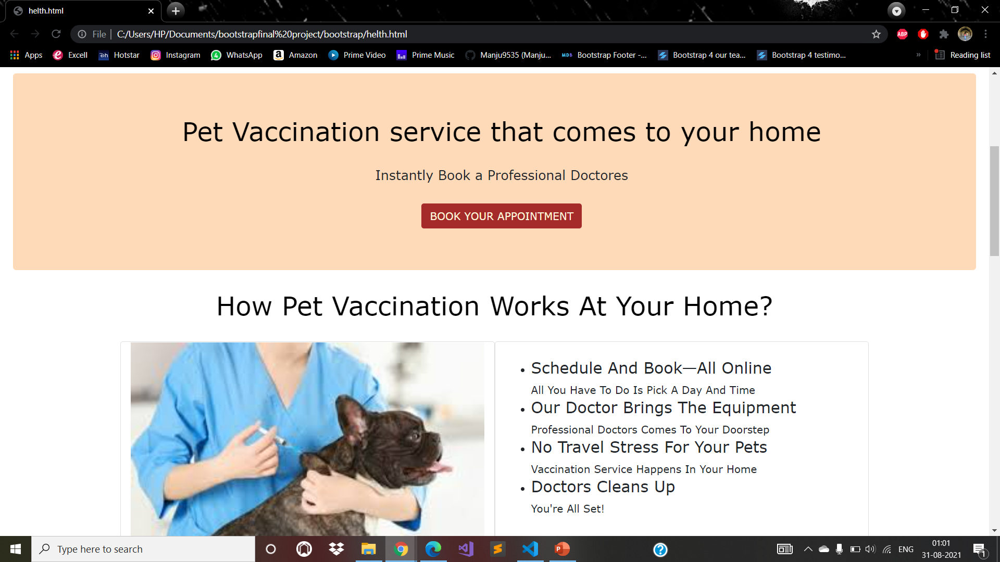 helth.html
File | C:/Users/HP/Documents/bootstrapfinal%20project/bootstrap/helth.html
ABP
Apps Excell Hotstar Instagram WhatsApp Amazon Prime Video Prime Music Manju9535 (Manju... MDB Bootstrap Footer -... Bootstrap 4 our tea... Bootstrap 4 testimo... » Reading list
Pet Vaccination service that comes to your home
Instantly Book a Professional Doctores
BOOK YOUR APPOINTMENT
How Pet Vaccination Works At Your Home?
• Schedule And Book—All Online
All You Have To Do Is Pick A Day And Time
• Our Doctor Brings The Equipment
Professional Doctors Comes To Your Doorstep
• No Travel Stress For Your Pets
Vaccination Service Happens In Your Home
• Doctors Cleans Up
You're All Set!
Type here to search
ENG
01:01
31-08-2021
1